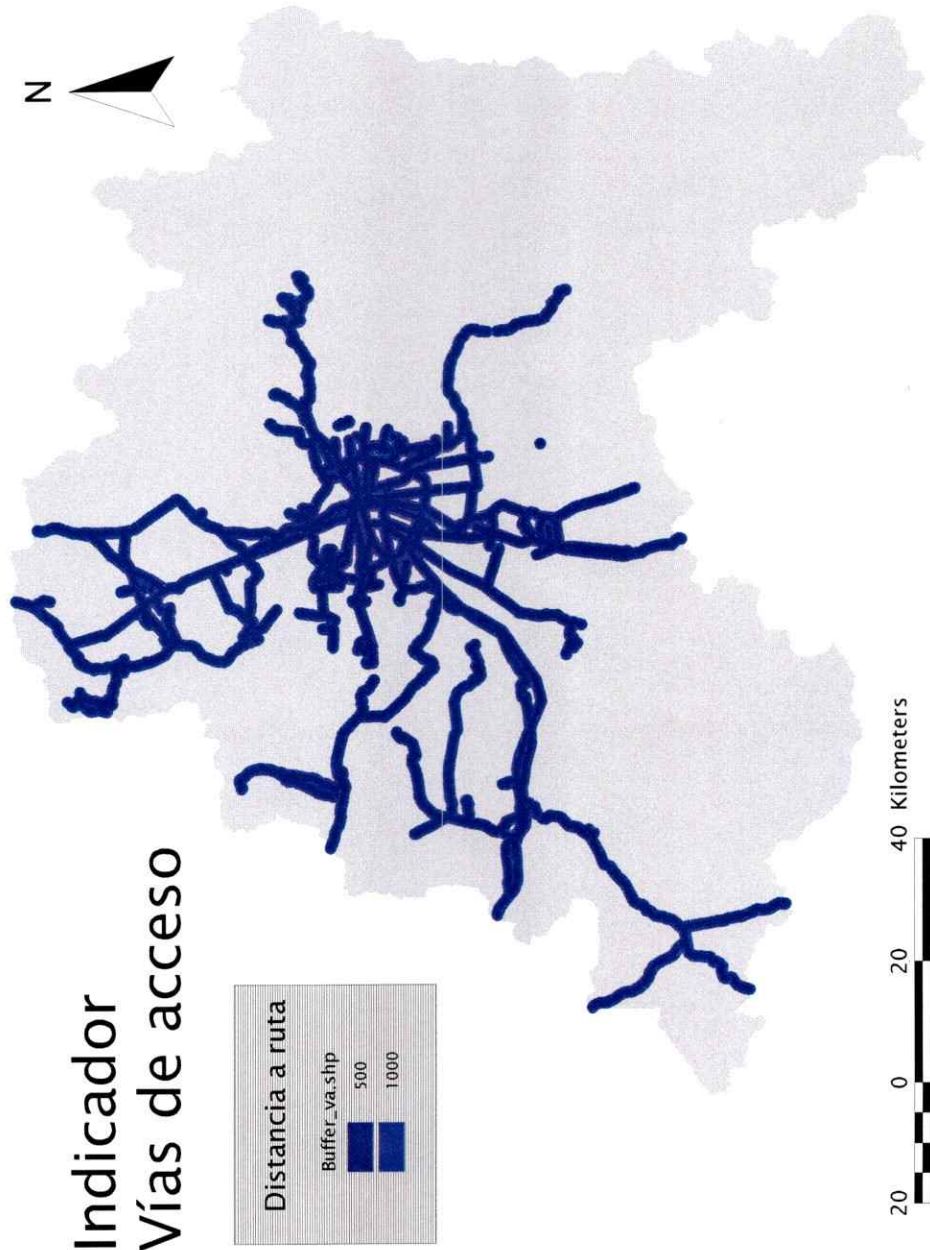 Indicador
Vías de acceso
N
Distancia a ruta
Buffer_va.shp
500
1000
20 0 20 40 Kilometers